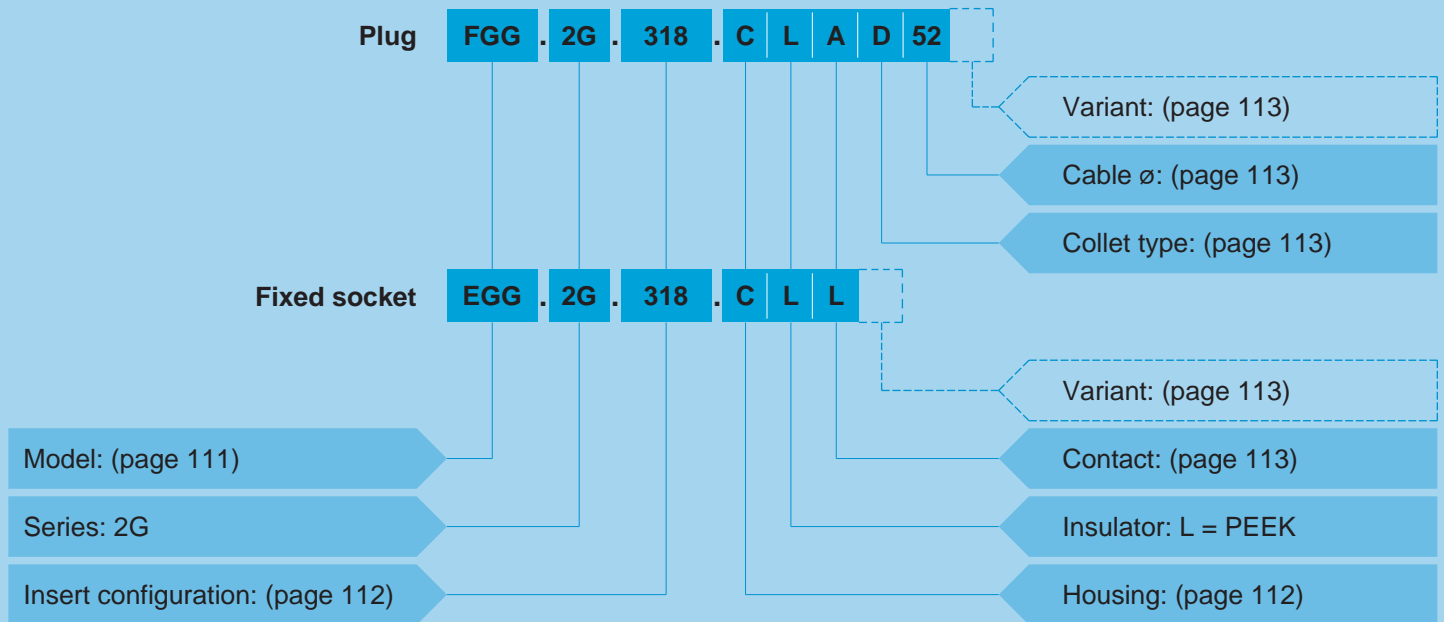 Plug FGG . 2G . 318 . C L A D 52
Variant: (page 113)
Cable ø: (page 113)
Collet type: (page 113)
Fixed socket EGG . 2G . 318 . C L L
Variant: (page 113)
Model: (page 111)
Contact: (page 113)
Series: 2G
Insulator: L = PEEK
Insert configuration: (page 112)
Housing: (page 112)